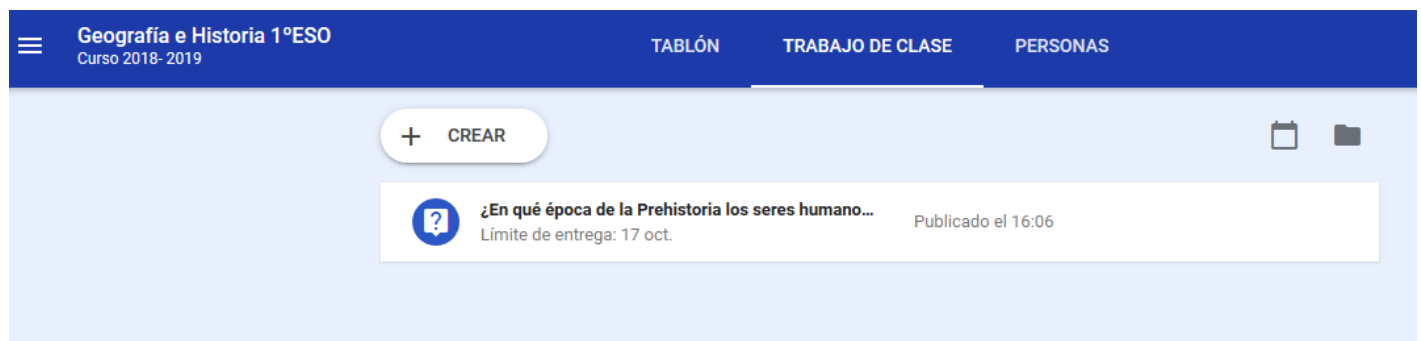 Geografía e Historia 1ºESO
Curso 2018- 2019
TABLÓN TRABAJO DE CLASE PERSONAS
+ CREAR
¿En qué época de la Prehistoria los seres humano...
Límite de entrega: 17 oct.
Publicado el 16:06